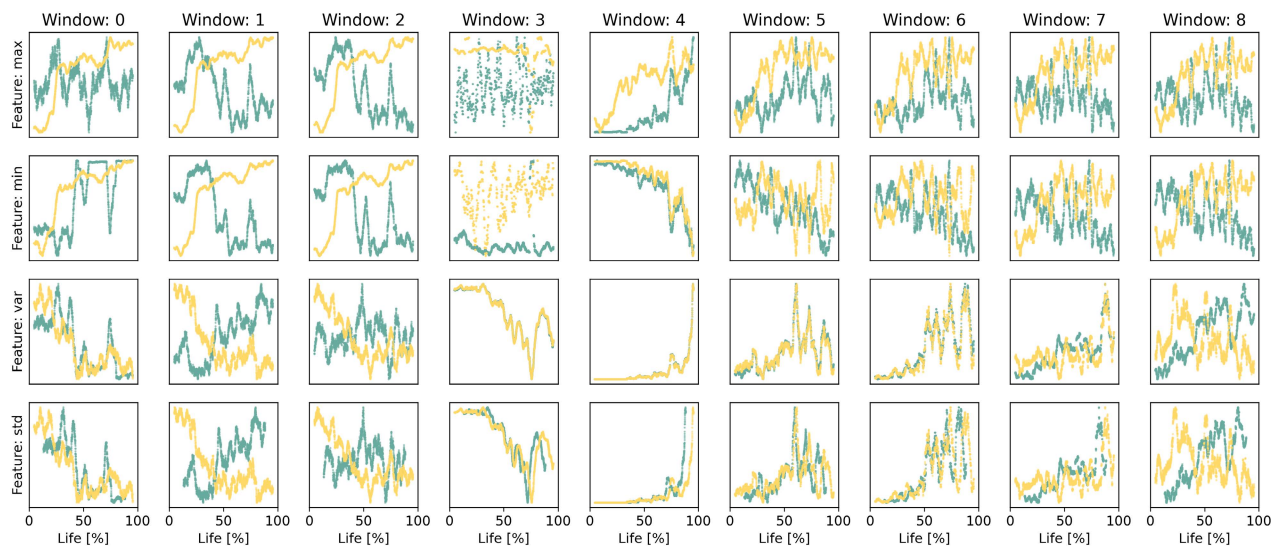 Window: 0 Window: 1 Window: 2 Window: 3 Window: 4 Window: 5 Window: 6 Window: 7 Window: 8
Feature: max
Feature: min
Feature: var
Feature: std
0 50 100 0 50 100 0 50 100 0 50 100 0 50 100 0 50 100 0 50 100 0 50 100 0 50 100
Life [%] Life [%] Life [%] Life [%] Life [%] Life [%] Life [%] Life [%] Life [%]